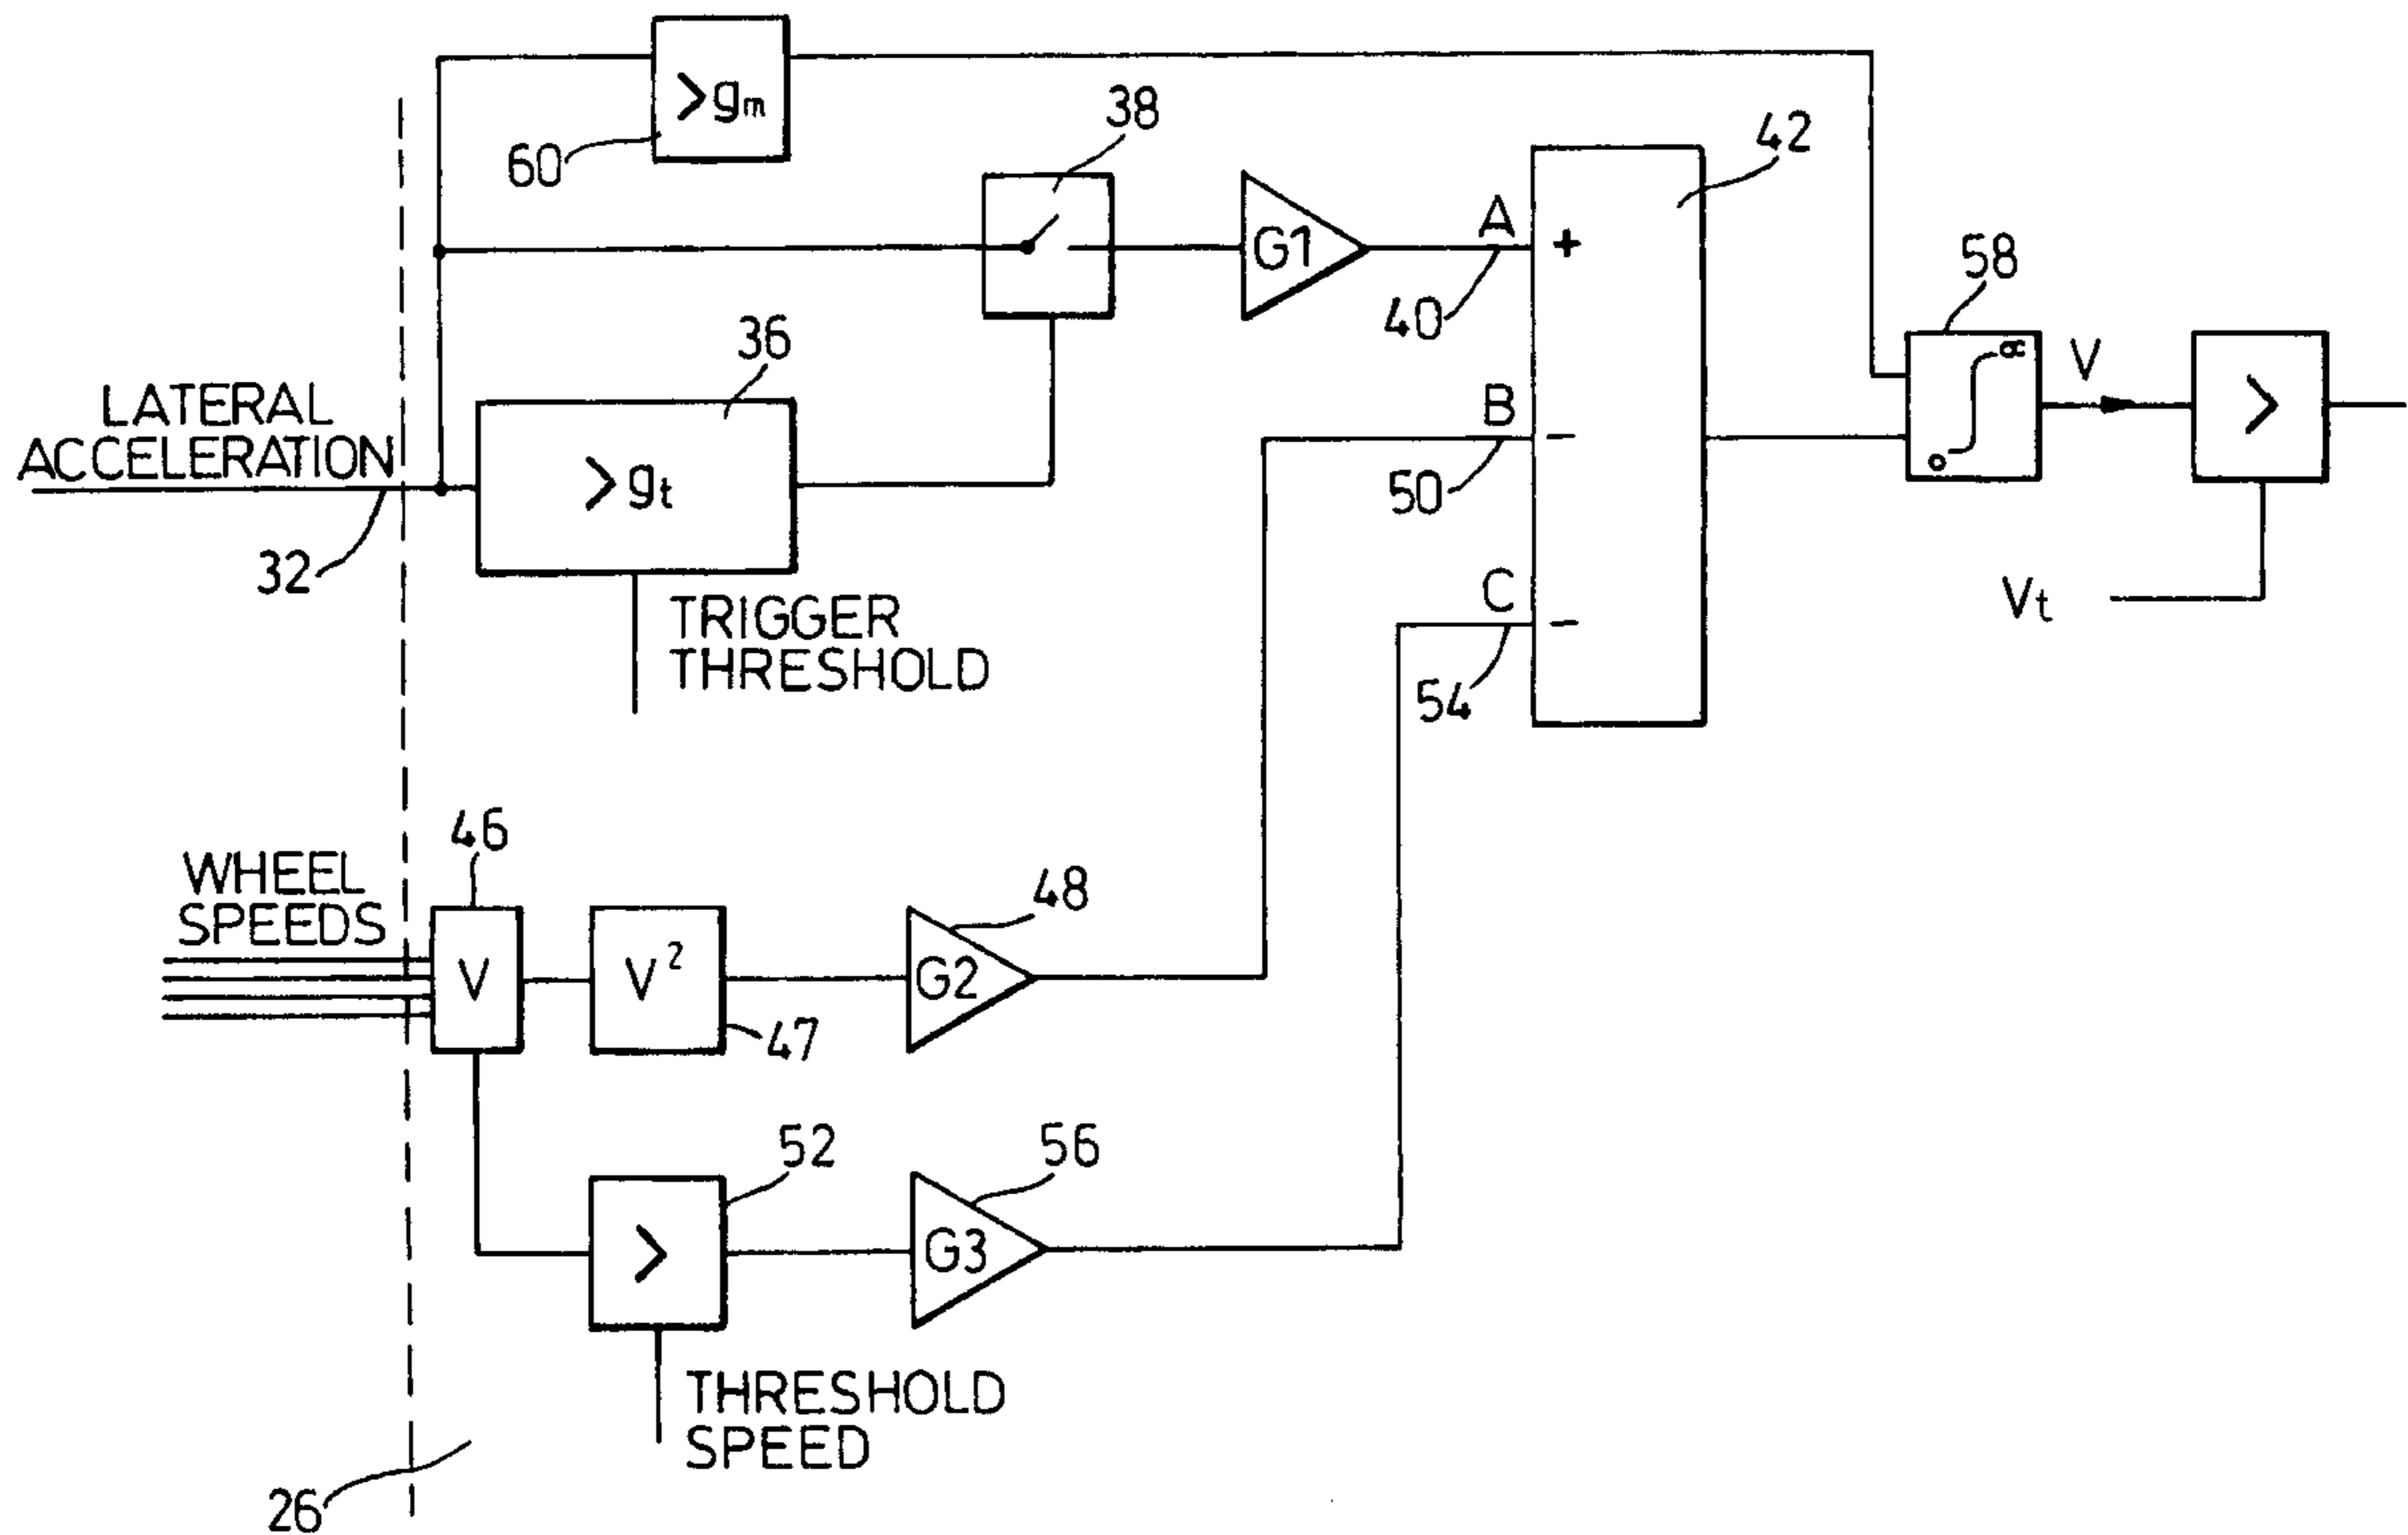 >gm
60
38
42
A
+
G1
40
58
36
LATERAL
ACCELERATION
>gt
32
TRIGGER
THRESHOLD
B
-
50
C
-
54
∝
0
V
>
Vt
46
WHEEL
SPEEDS
V
V²
47
48
G2
52
>
56
G3
THRESHOLD
SPEED
26